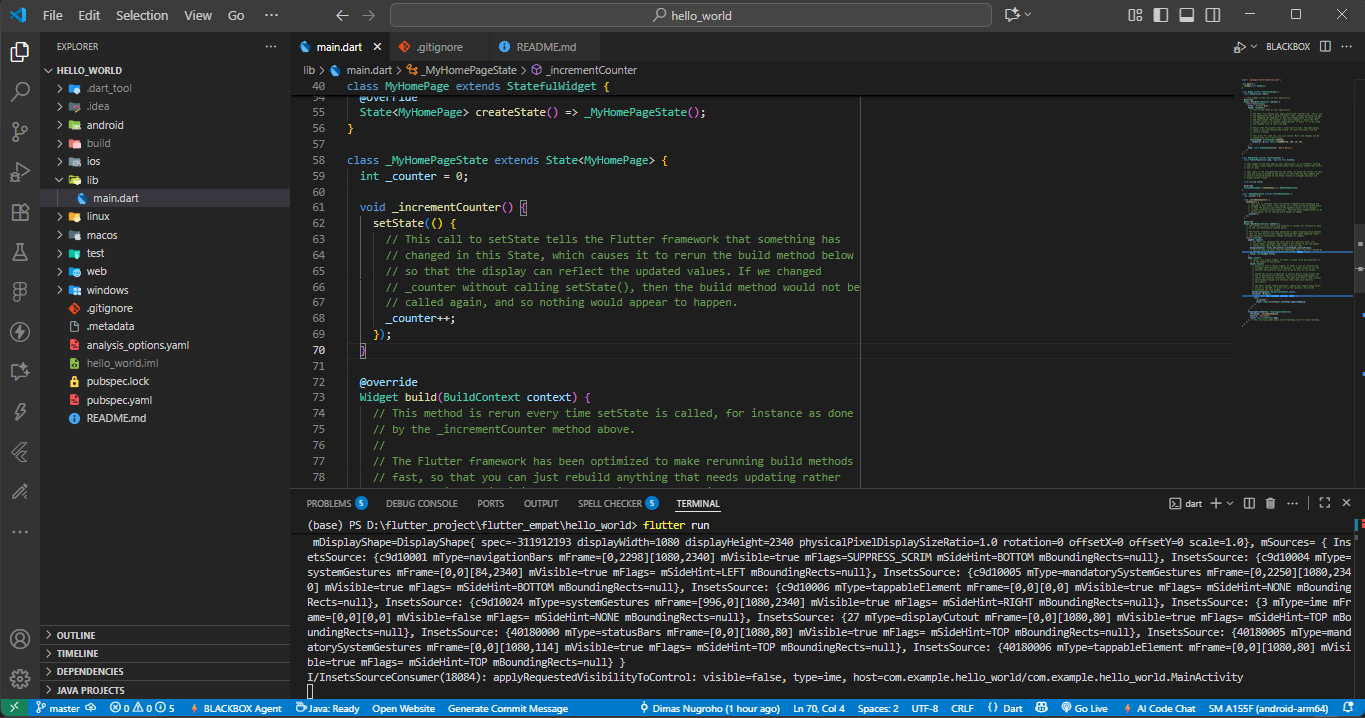 File Edit Selection View Go ··· hello_world
EXPLORER ···
HELLO_WORLD
.dart_tool
.idea
android
build
ios
lib
main.dart
linux
macos
test
web
windows
.gitignore
.metadata
analysis_options.yaml
hello_world.iml
pubspec.lock
pubspec.yaml
README.md
OUTLINE
TIMELINE
DEPENDENCIES
JAVA PROJECTS
main.dart .gitignore README.md BLACKBOX
lib > main.dart > _MyHomePageState > _incrementCounter
40 class MyHomePage extends StatefulWidget {
54 @override
55 State<MyHomePage> createState() => _MyHomePageState();
56 }
57
58 class _MyHomePageState extends State<MyHomePage> {
59 int _counter = 0;
60
61 void _incrementCounter() {
62 setState(() {
63 // This call to setState tells the Flutter framework that something has
64 // changed in this State, which causes it to rerun the build method below
65 // so that the display can reflect the updated values. If we changed
66 // _counter without calling setState(), then the build method would not be
67 // called again, and so nothing would appear to happen.
68 _counter++;
69 });
70 }
71
72 @override
73 Widget build(BuildContext context) {
74 // This method is rerun every time setState is called, for instance as done
75 // by the _incrementCounter method above.
76 //
77 // The Flutter framework has been optimized to make rerunning build methods
78 // fast, so that you can just rebuild anything that needs updating rather
PROBLEMS 5 DEBUG CONSOLE PORTS OUTPUT SPELL CHECKER 5 TERMINAL dart
(base) PS D:\flutter_project\flutter_empat\hello_world> flutter run
mDisplayShape=DisplayShape{ spec=-311912193 displayWidth=1080 displayHeight=2340 physicalPixelDisplaySizeRatio=1.0 rotation=0 offsetX=0 offsetY=0 scale=1.0}, mSources= { Ins
etsSource: {c9d10001 mType=navigationBars mFrame=[0,2298][1080,2340] mVisible=true mFlags=SUPPRESS_SCRIM mSideHint=BOTTOM mBoundingRects=null}, InsetsSource: {c9d10004 mType=
systemGestures mFrame=[0,0][84,2340] mVisible=true mFlags= mSideHint=LEFT mBoundingRects=null}, InsetsSource: {c9d10005 mType=mandatorySystemGestures mFrame=[0,2250][1080,234
0] mVisible=true mFlags= mSideHint=BOTTOM mBoundingRects=null}, InsetsSource: {c9d10006 mType=tappableElement mFrame=[0,0][0,0] mVisible=true mFlags= mSideHint=NONE mBounding
Rects=null}, InsetsSource: {c9d10024 mType=systemGestures mFrame=[996,0][1080,2340] mVisible=true mFlags= mSideHint=RIGHT mBoundingRects=null}, InsetsSource: {3 mType=ime mFr
ame=[0,0][0,0] mVisible=false mFlags= mSideHint=NONE mBoundingRects=null}, InsetsSource: {27 mType=displayCutout mFrame=[0,0][1080,80] mVisible=true mFlags= mSideHint=TOP mBo
undingRects=null}, InsetsSource: {40180000 mType=statusBars mFrame=[0,0][1080,80] mVisible=true mFlags= mSideHint=TOP mBoundingRects=null}, InsetsSource: {40180005 mType=mand
atorySystemGestures mFrame=[0,0][1080,114] mVisible=true mFlags= mSideHint=TOP mBoundingRects=null}, InsetsSource: {40180006 mType=tappableElement mFrame=[0,0][1080,80] mVisi
ble=true mFlags= mSideHint=TOP mBoundingRects=null} }
I/InsetsSourceConsumer(18084): applyRequestedVisibilityToControl: visible=false, type=ime, host=com.example.hello_world/com.example.hello_world.MainActivity
master 0 0 5 BLACKBOX Agent Java: Ready Open Website Generate Commit Message Dimas Nugroho (1 hour ago) Ln 70, Col 4 Spaces: 2 UTF-8 CRLF {} Dart Go Live AI Code Chat SM A155F (android-arm64)